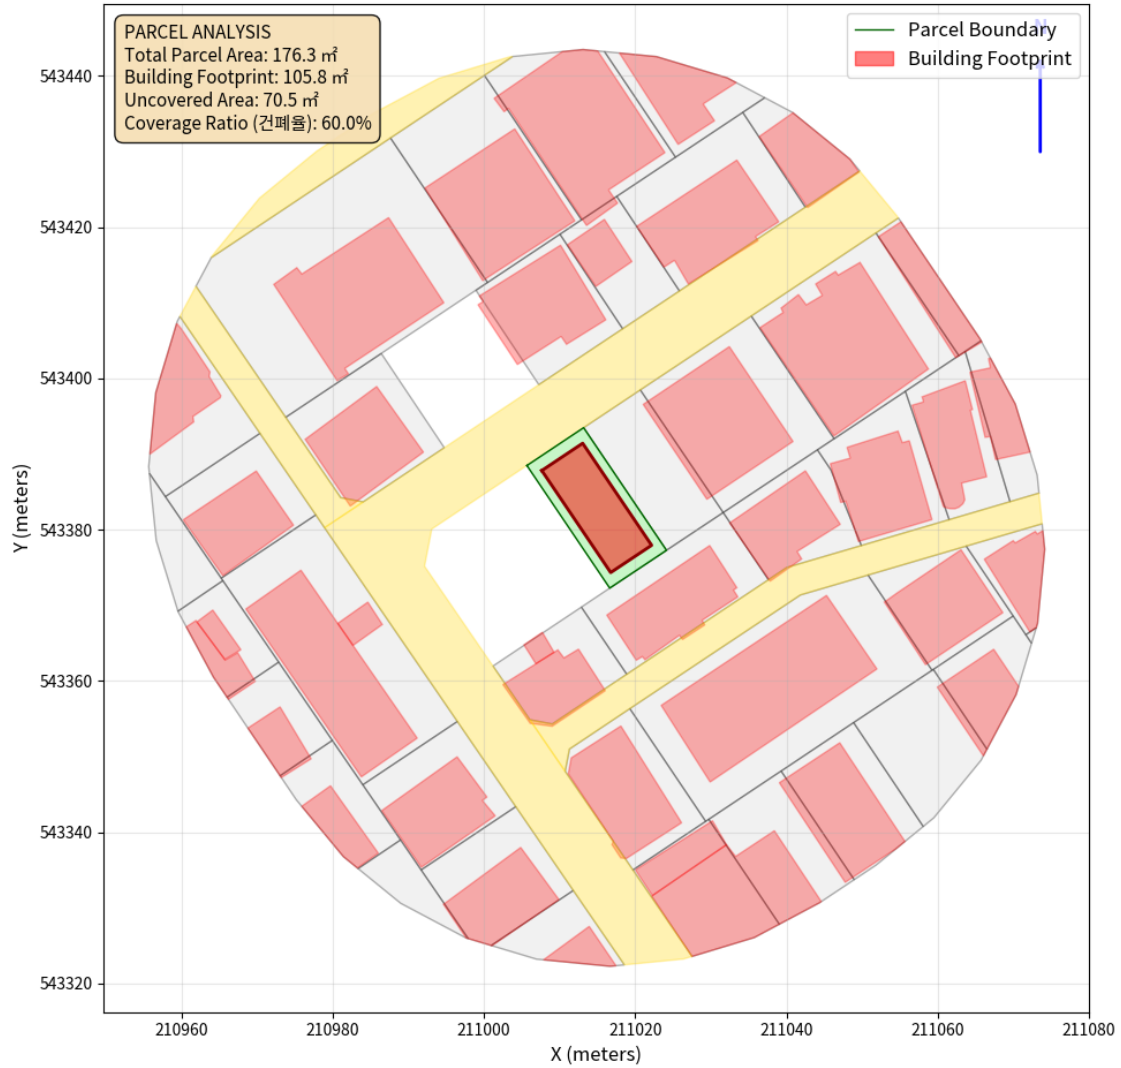 PARCEL ANALYSIS
Total Parcel Area: 176.3 ㎡
Building Footprint: 105.8 ㎡
Uncovered Area: 70.5 ㎡
Coverage Ratio (건폐율): 60.0%
Parcel Boundary
Building Footprint
N
543440
543420
543400
543380
543360
543340
543320
Y (meters)
210960
210980
211000
211020
211040
211060
211080
X (meters)